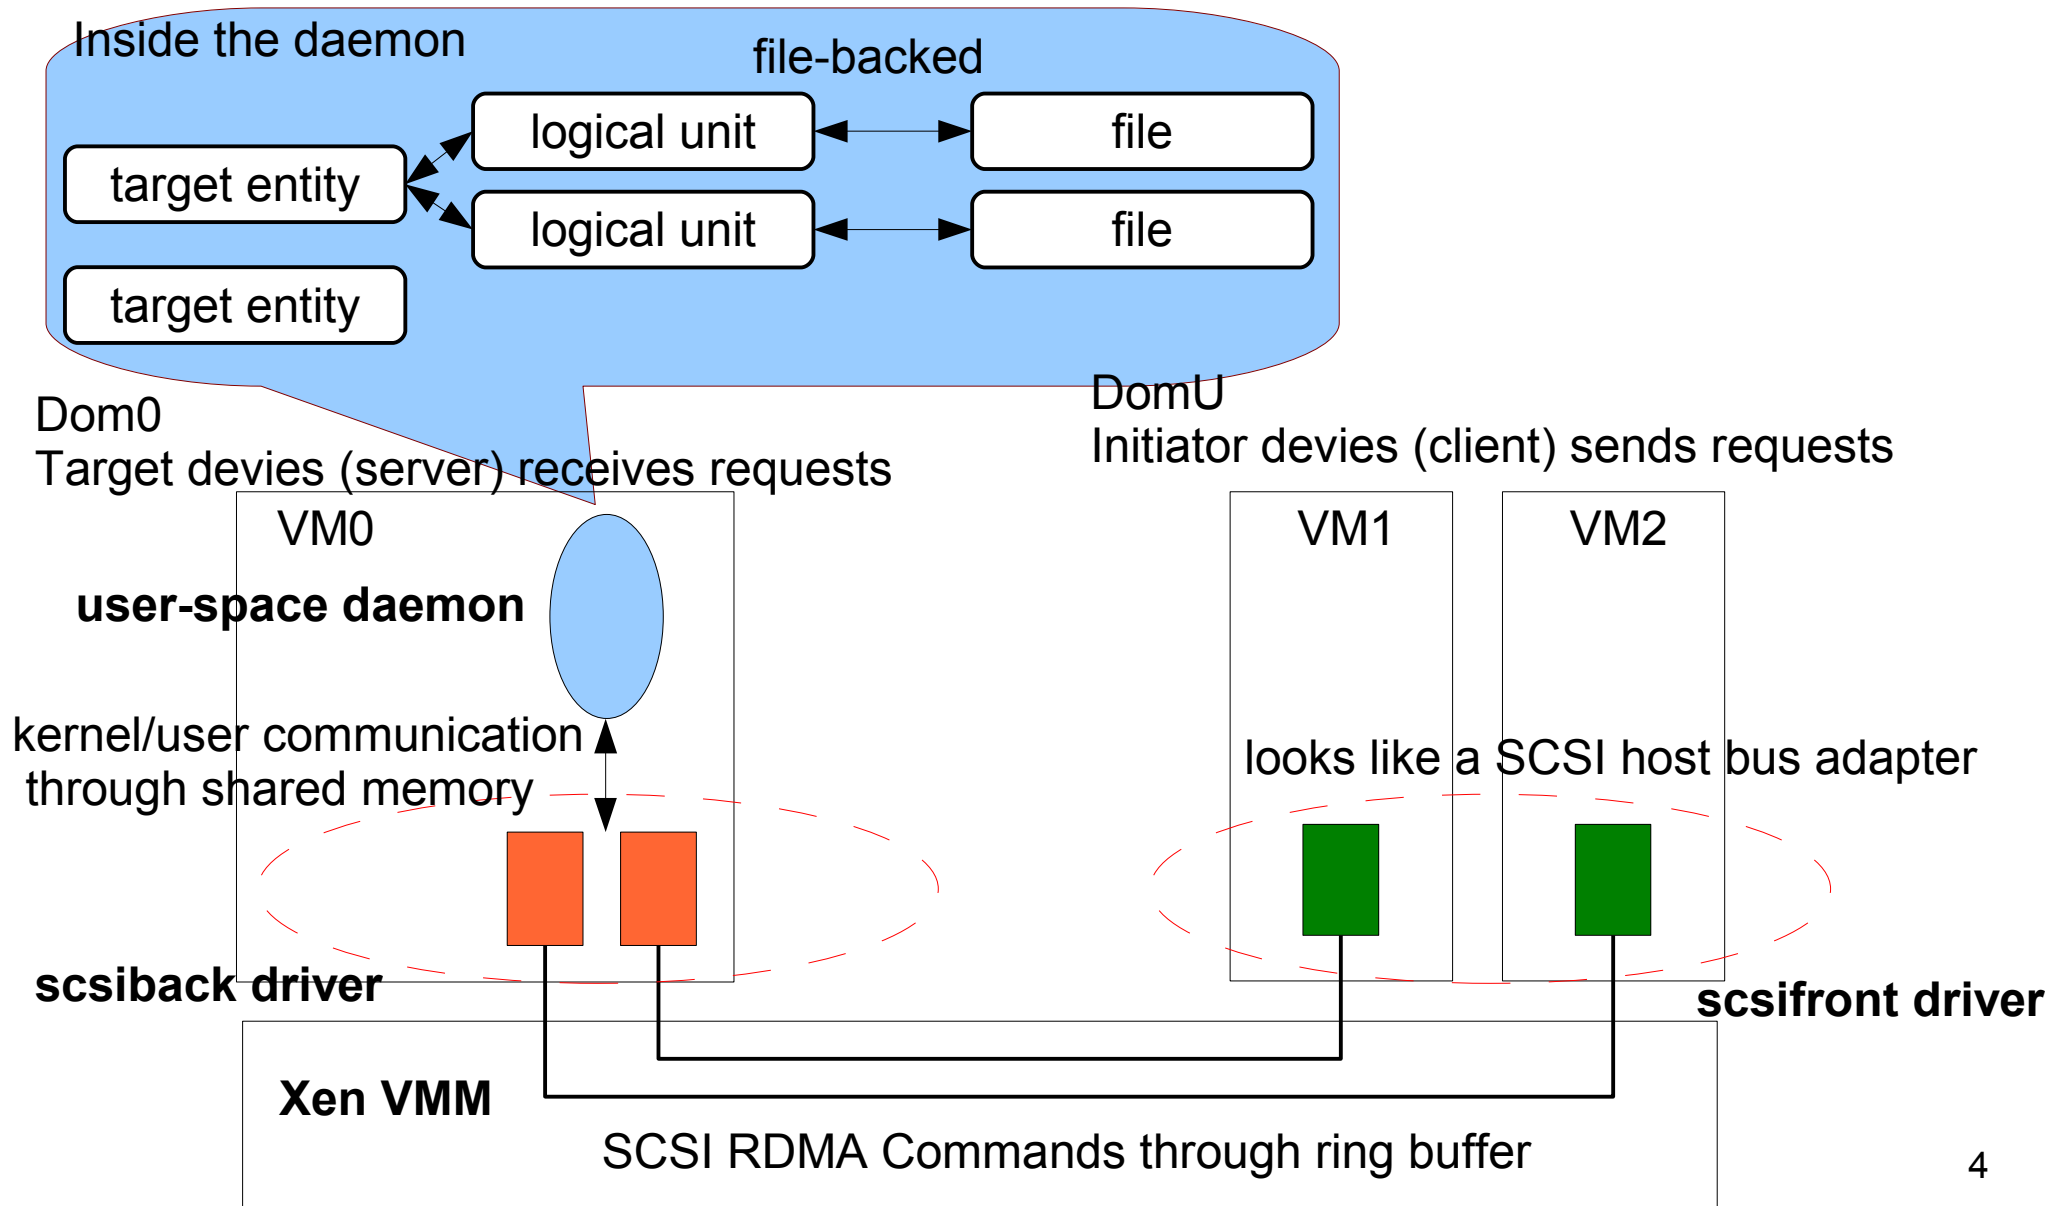 Inside the daemon
file-backed
logical unit
file
target entity
logical unit
file
target entity
Dom0
Target devies (server) receives requests
DomU
Initiator devies (client) sends requests
VM0
VM1
VM2
user-space daemon
kernel/user communication
through shared memory
looks like a SCSI host bus adapter
scsiback driver
scsifront driver
Xen VMM
SCSI RDMA Commands through ring buffer
4